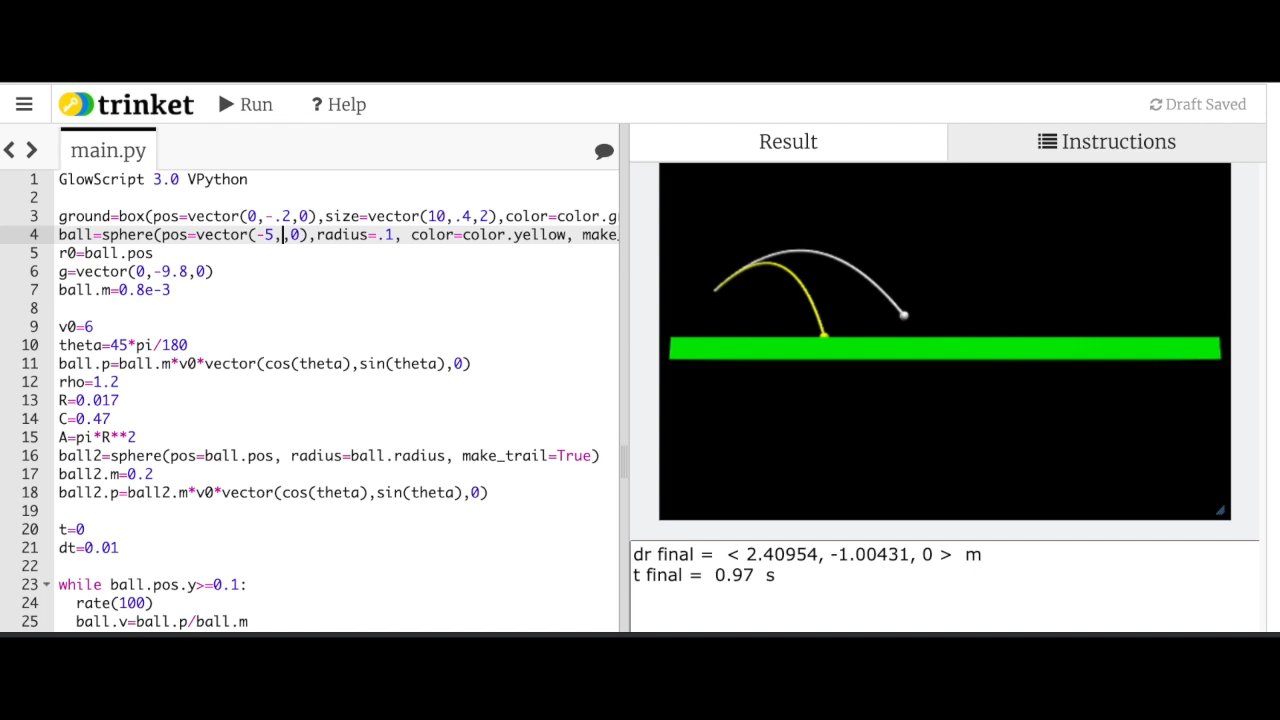 trinket
Run
? Help
Draft Saved
main.py
Result
Instructions
1 GlowScript 3.0 VPython
2
3 ground=box(pos=vector(0,-.2,0),size=vector(10,.4,2),color=color.g
4 ball=sphere(pos=vector(-5,,0),radius=.1, color=color.yellow, make_
5 r0=ball.pos
6 g=vector(0,-9.8,0)
7 ball.m=0.8e-3
8
9 v0=6
10 theta=45*pi/180
11 ball.p=ball.m*v0*vector(cos(theta),sin(theta),0)
12 rho=1.2
13 R=0.017
14 C=0.47
15 A=pi*R**2
16 ball2=sphere(pos=ball.pos, radius=ball.radius, make_trail=True)
17 ball2.m=0.2
18 ball2.p=ball2.m*v0*vector(cos(theta),sin(theta),0)
19
20 t=0
21 dt=0.01
22
23 while ball.pos.y>=0.1:
24 rate(100)
25 ball.v=ball.p/ball.m
dr final = < 2.40954, -1.00431, 0 > m
t final = 0.97 s